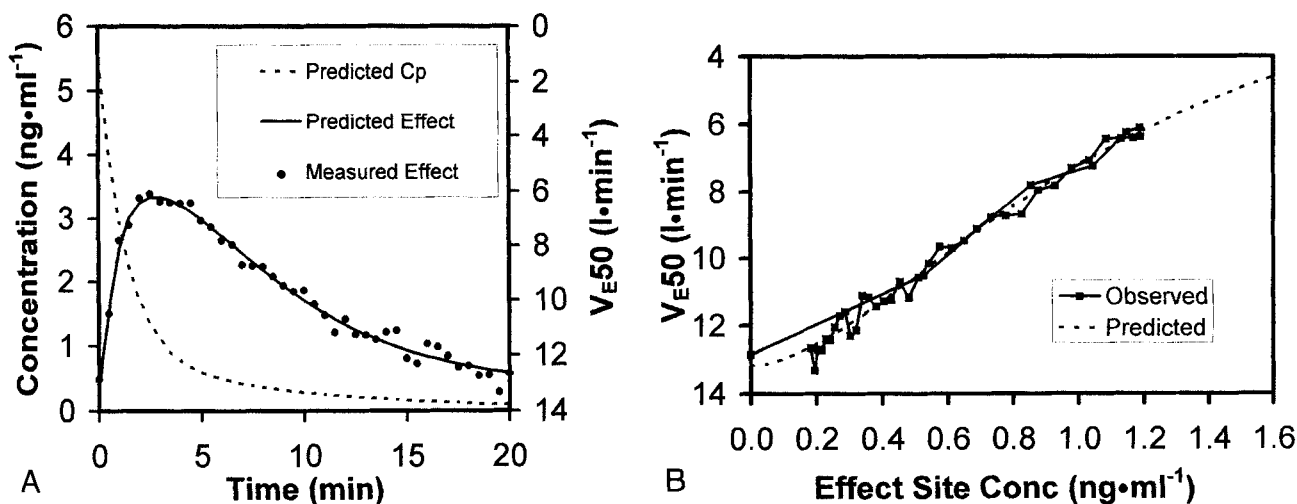 6
5
4
3
2
1
0
Concentration (ng•ml⁻¹)
Predicted Cp
Predicted Effect
Measured Effect
0
2
4
6
8
10
12
14
VE50 (l•min⁻¹)
0 5 10 15 20
Time (min)
A
4
6
8
10
12
14
VE50 (l•min⁻¹)
Observed
Predicted
0.0 0.2 0.4 0.6 0.8 1.0 1.2 1.4 1.6
Effect Site Conc (ng•ml⁻¹)
B